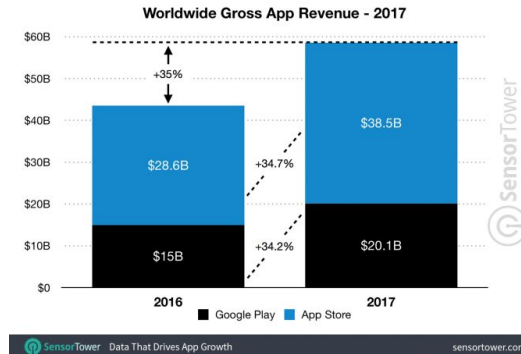 Worldwide Gross App Revenue - 2017
$60B
$50B
$40B
$30B
$20B
$10B
$0
+35%
$28.6B
$15B
+34.7%
+34.2%
$38.5B
$20.1B
2016
2017
Google Play
App Store
SensorTower
SensorTower Data That Drives App Growth
sensortower.com